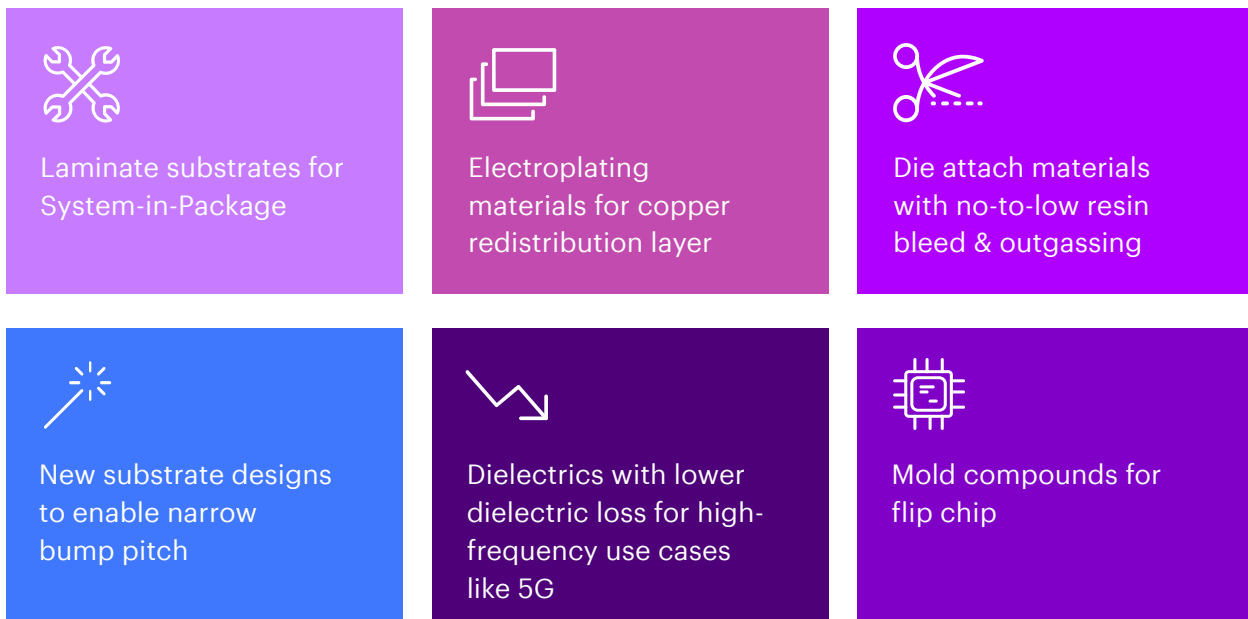 Laminate substrates for
System-in-Package
Electroplating
materials for copper
redistribution layer
Die attach materials
with no-to-low resin
bleed & outgassing
New substrate designs
to enable narrow
bump pitch
Dielectrics with lower
dielectric loss for high-
frequency use cases
like 5G
Mold compounds for
flip chip